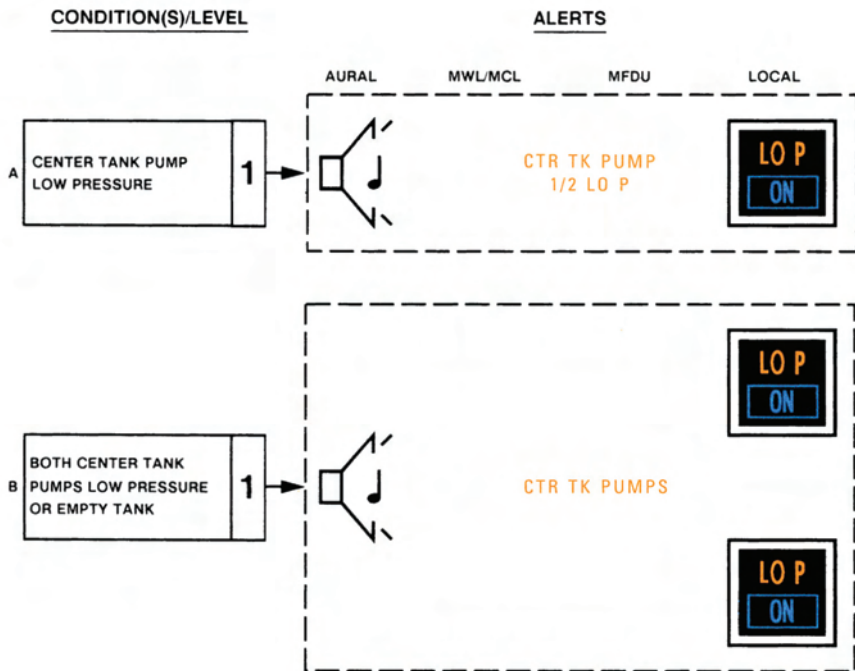 CONDITION(S)/LEVEL
ALERTS
AURAL
MWL/MCL
MFDU
LOCAL
A
CENTER TANK PUMP
LOW PRESSURE
1
CTR TK PUMP
1/2 LO P
LO P
ON
B
BOTH CENTER TANK
PUMPS LOW PRESSURE
OR EMPTY TANK
1
CTR TK PUMPS
LO P
ON
LO P
ON